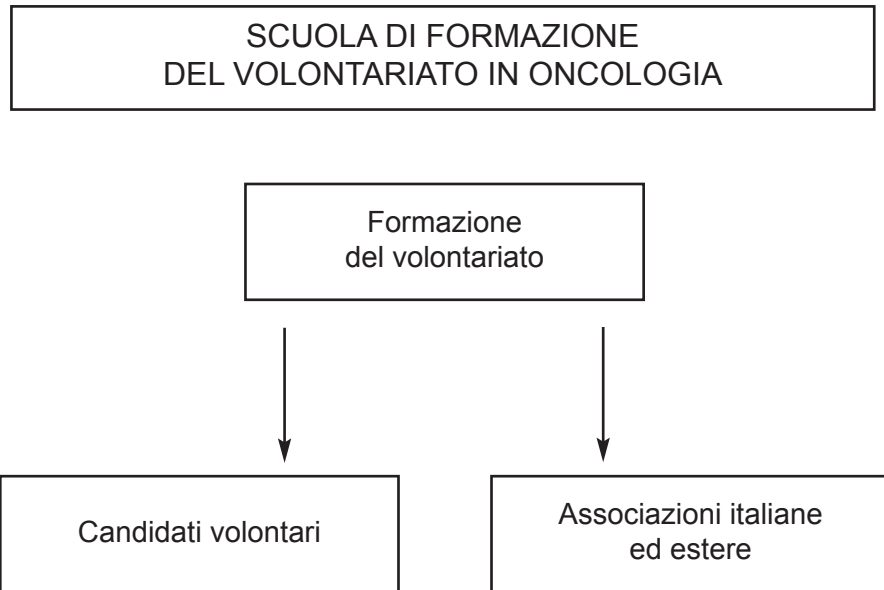 SCUOLA DI FORMAZIONE
DEL VOLONTARIATO IN ONCOLOGIA
Formazione
del volontariato
Candidati volontari
Associazioni italiane
ed estere